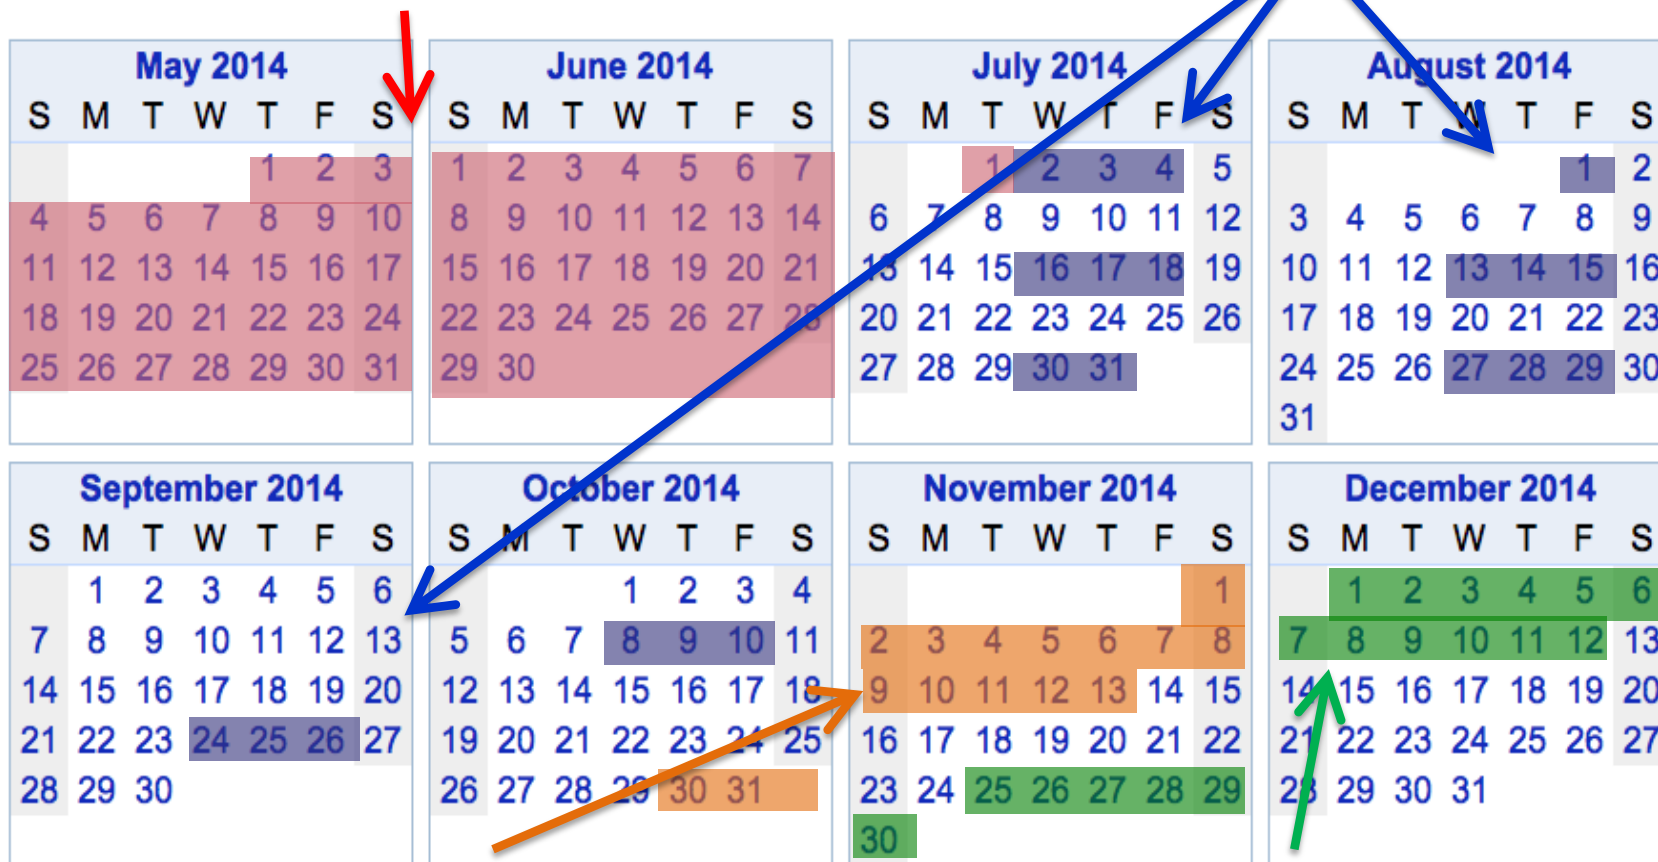 May 2014
S M T W T F S
1 2 3
4 5 6 7 8 9 10
11 12 13 14 15 16 17
18 19 20 21 22 23 24
25 26 27 28 29 30 31
June 2014
S M T W T F S
1 2 3 4 5 6 7
8 9 10 11 12 13 14
15 16 17 18 19 20 21
22 23 24 25 26 27 28
29 30
July 2014
S M T W T F S
1 2 3 4 5
6 7 8 9 10 11 12
13 14 15 16 17 18 19
20 21 22 23 24 25 26
27 28 29 30 31
August 2014
S M T W T F S
1 2
3 4 5 6 7 8 9
10 11 12 13 14 15 16
17 18 19 20 21 22 23
24 25 26 27 28 29 30
31
September 2014
S M T W T F S
1 2 3 4 5 6
7 8 9 10 11 12 13
14 15 16 17 18 19 20
21 22 23 24 25 26 27
28 29 30
October 2014
S M T W T F S
1 2 3 4
5 6 7 8 9 10 11
12 13 14 15 16 17 18
19 20 21 22 23 24 25
26 27 28 29 30 31
November 2014
S M T W T F S
1
2 3 4 5 6 7 8
9 10 11 12 13 14 15
16 17 18 19 20 21 22
23 24 25 26 27 28 29
30
December 2014
S M T W T F S
1 2 3 4 5 6
7 8 9 10 11 12 13
14 15 16 17 18 19 20
21 22 23 24 25 26 27
28 29 30 31